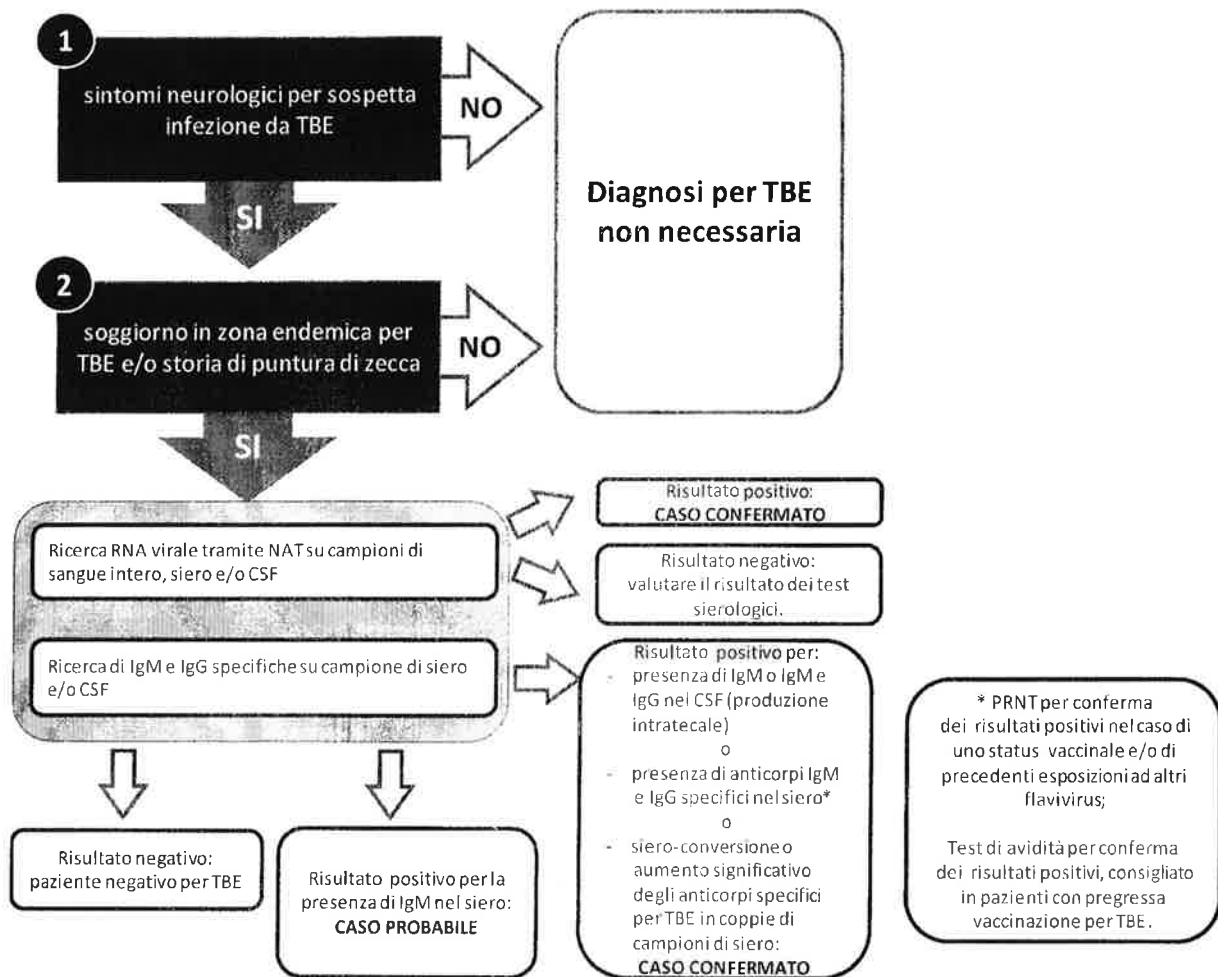 1
sintomi neurologici per sospetta
infezione da TBE
NO
SI
Diagnosi per TBE
non necessaria
2
soggiorno in zona endemica per
TBE e/o storia di puntura di zecca
NO
SI
Ricerca RNA virale tramite NAT su campioni di
sangue intero, siero e/o CSF
Risultato positivo:
CASO CONFERMATO
Risultato negativo:
valutare il risultato dei test
sierologici.
Ricerca di IgM e IgG specifiche su campione di siero
e/o CSF
Risultato positivo per:
- presenza di IgM o IgM e
IgG nel CSF (produzione
intratecale)
o
- presenza di anticorpi IgM
e IgG specifici nel siero*
o
- siero-conversione o
aumento significativo
degli anticorpi specifici
per TBE in coppie di
campioni di siero:
CASO CONFERMATO
* PRNT per conferma
dei risultati positivi nel caso di
uno status vaccinale e/o di
precedenti esposizioni ad altri
flavivirus;
Test di avidità per conferma
dei risultati positivi, consigliato
in pazienti con pregressa
vaccinazione per TBE.
Risultato negativo:
paziente negativo per TBE
Risultato positivo per la
presenza di IgM nel siero:
CASO PROBABILE